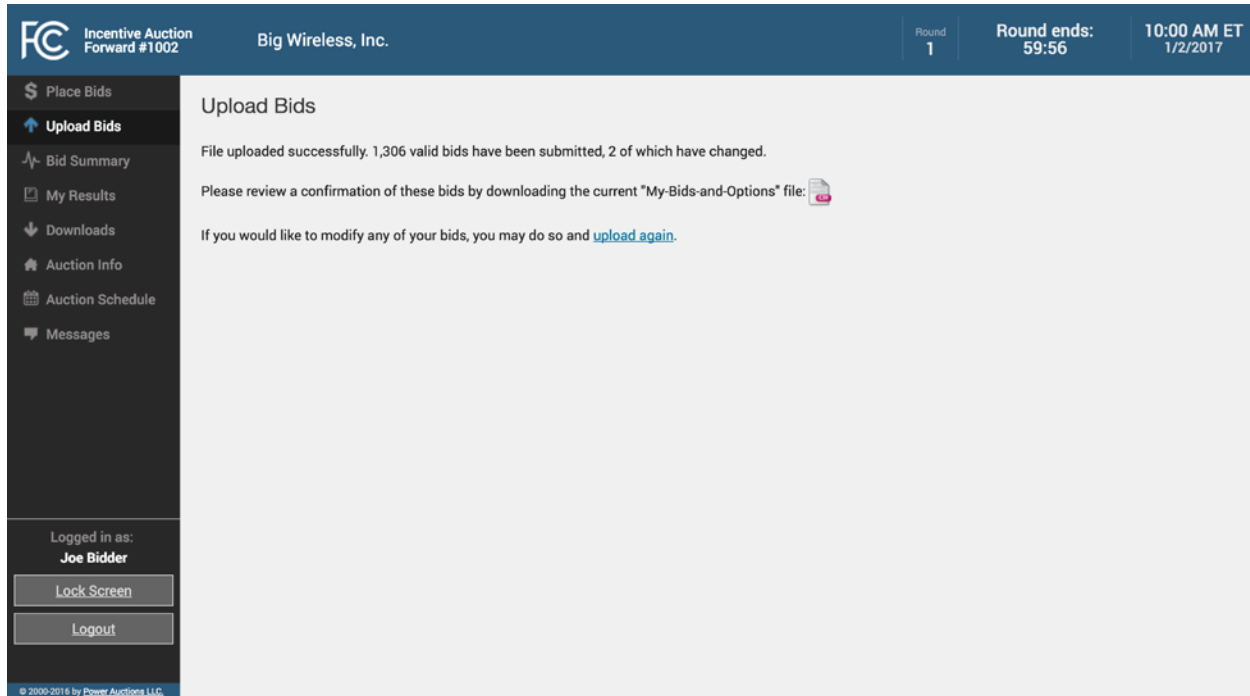 FCC
Incentive Auction
Forward #1002
Big Wireless, Inc.
Round
1
Round ends:
59:56
10:00 AM ET
1/2/2017
Place Bids
Upload Bids
Bid Summary
My Results
Downloads
Auction Info
Auction Schedule
Messages
Upload Bids
File uploaded successfully. 1,306 valid bids have been submitted, 2 of which have changed.
Please review a confirmation of these bids by downloading the current "My-Bids-and-Options" file:
If you would like to modify any of your bids, you may do so and upload again.
Logged in as:
Joe Bidder
Lock Screen
Logout
© 2000-2016 by Power Auctions LLC.